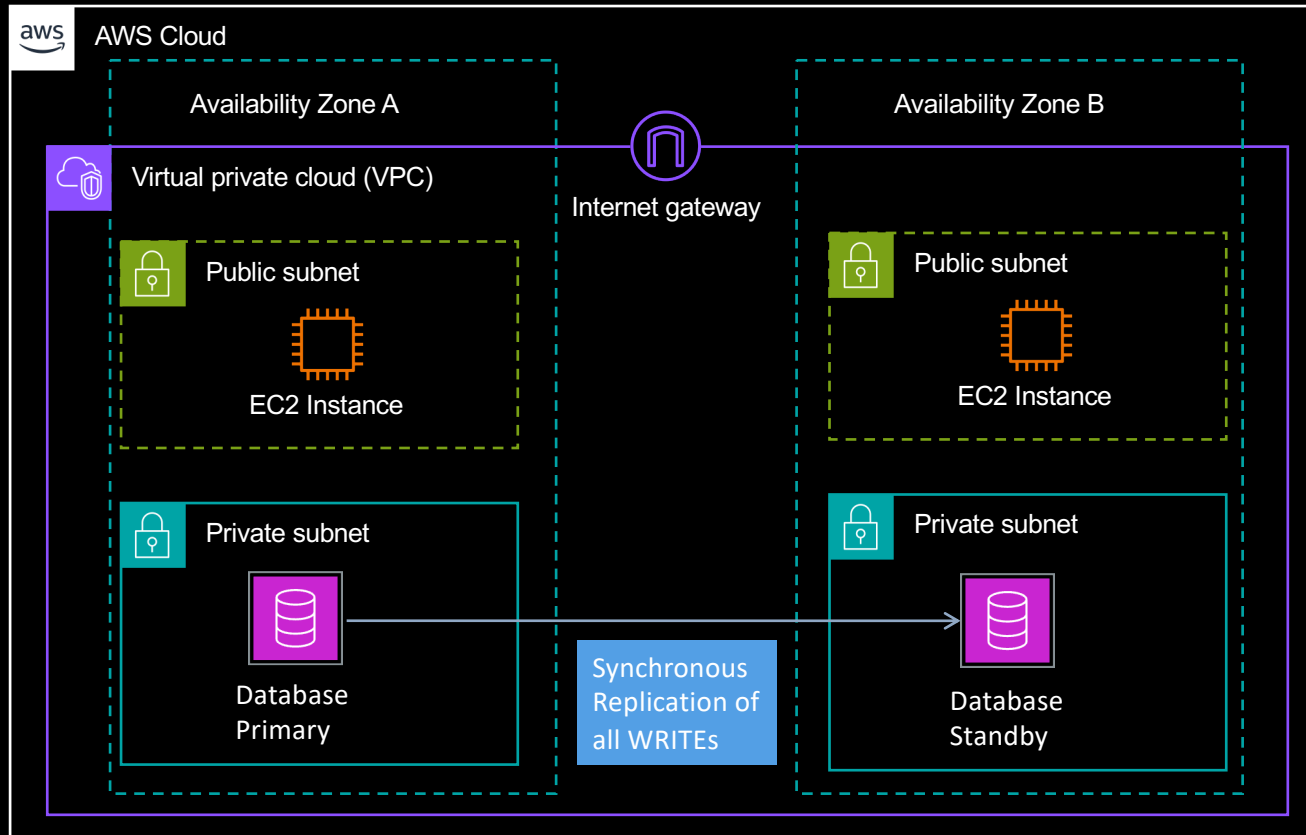 aws
AWS Cloud
Availability Zone A
Availability Zone B
Virtual private cloud (VPC)
Internet gateway
Public subnet
EC2 Instance
Public subnet
EC2 Instance
Private subnet
Database
Primary
Synchronous
Replication of
all WRITEs
Private subnet
Database
Standby